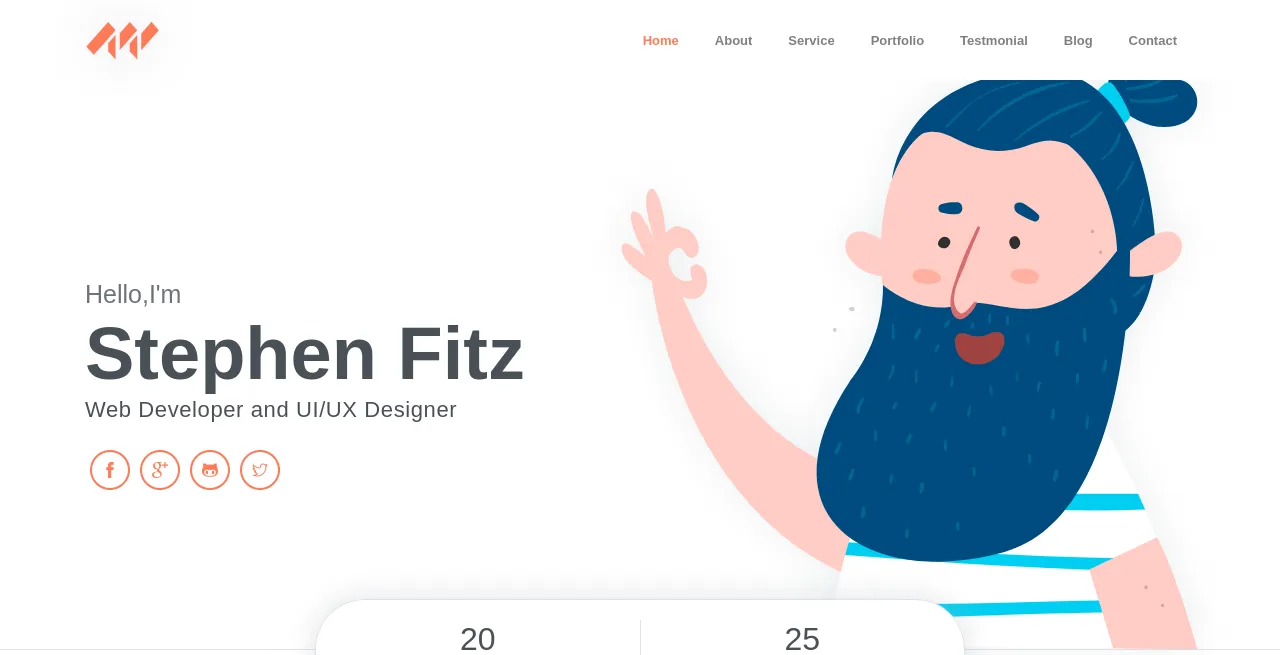 Home
About
Service
Portfolio
Testmonial
Blog
Contact
Hello,I'm
Stephen Fitz
Web Developer and UI/UX Designer
20
25